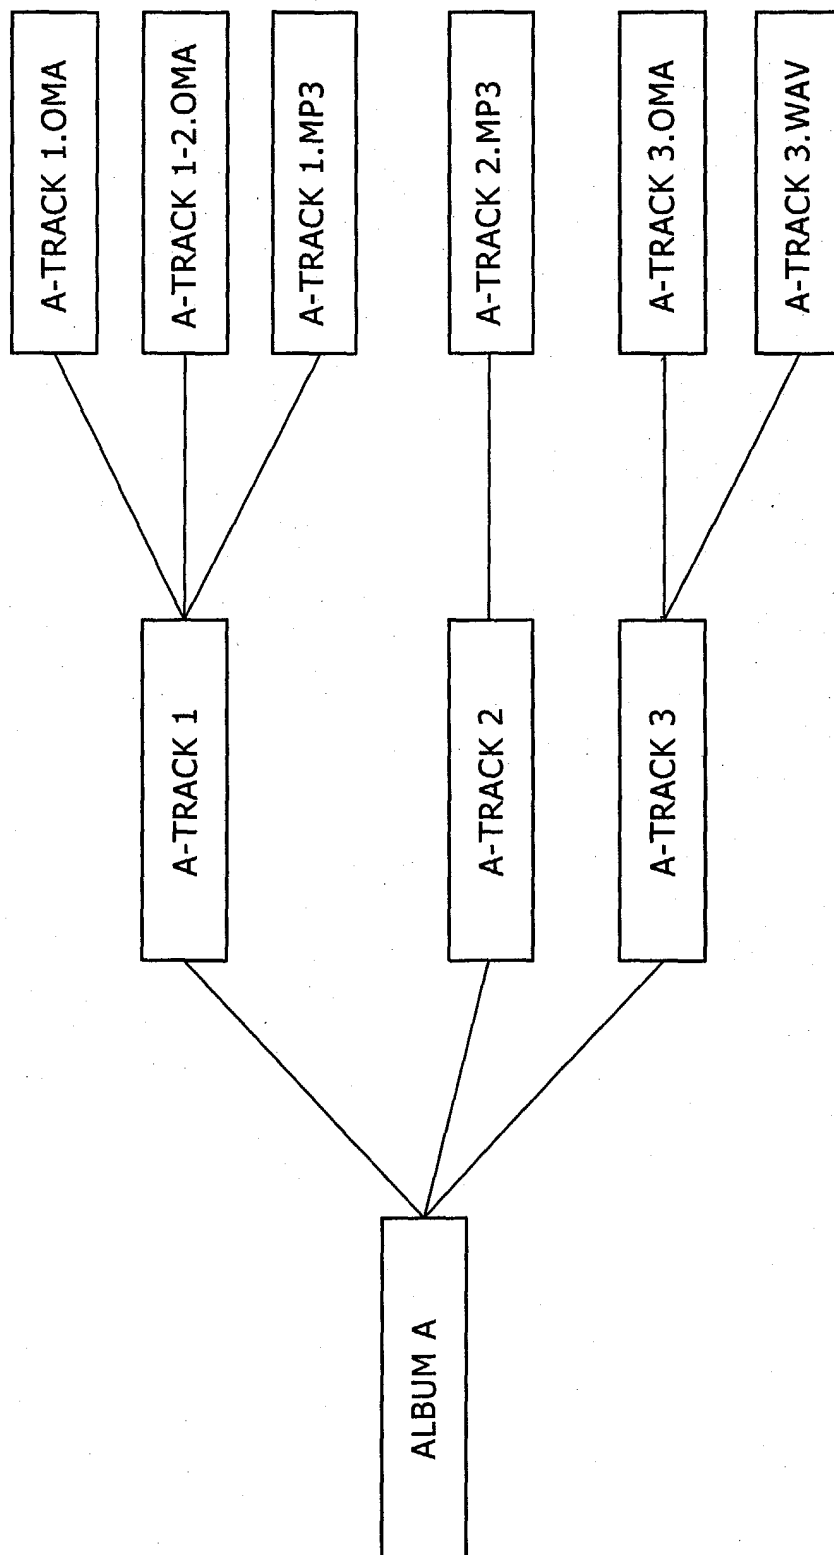 A-TRACK 1.OMA
A-TRACK 1-2.OMA
A-TRACK 1.MP3
A-TRACK 2.MP3
A-TRACK 3.OMA
A-TRACK 3.WAV
A-TRACK 1
A-TRACK 2
A-TRACK 3
ALBUM A